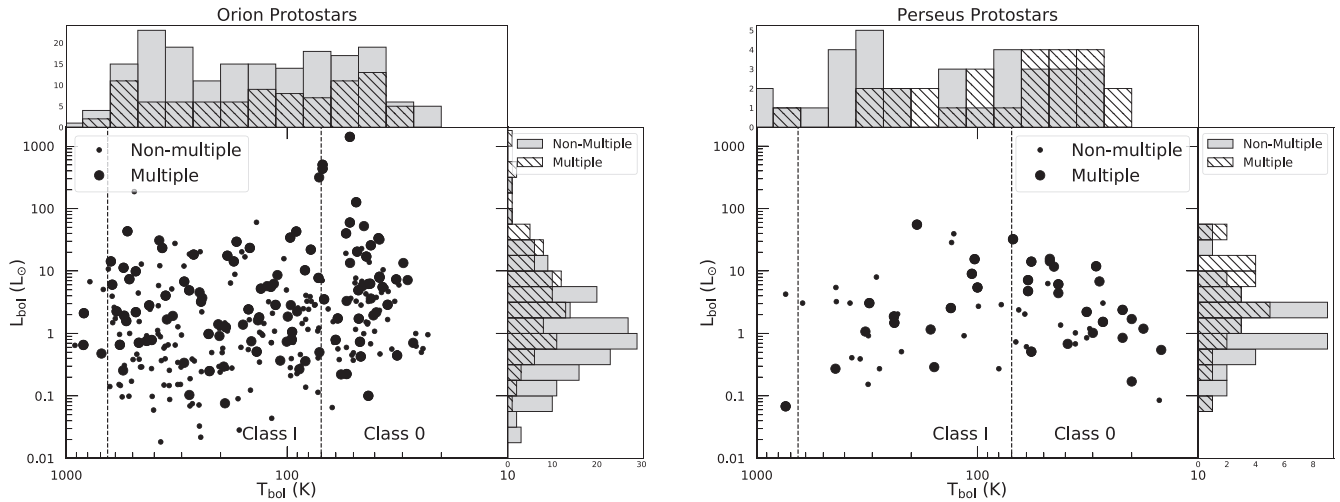 Orion Protostars
20
15
10
5
0
1000
100
10
1
0.1
0.01
L_bol (L_⊙)
Non-multiple
Multiple
Class I
Class 0
Non-Multiple
Multiple
1000
100
10
0
10
20
30
T_bol (K)
Perseus Protostars
5
4
3
2
1
0
1000
100
10
1
0.1
0.01
L_bol (L_⊙)
Non-multiple
Multiple
Class I
Class 0
Non-Multiple
Multiple
1000
100
10
0
2
4
6
8
T_bol (K)